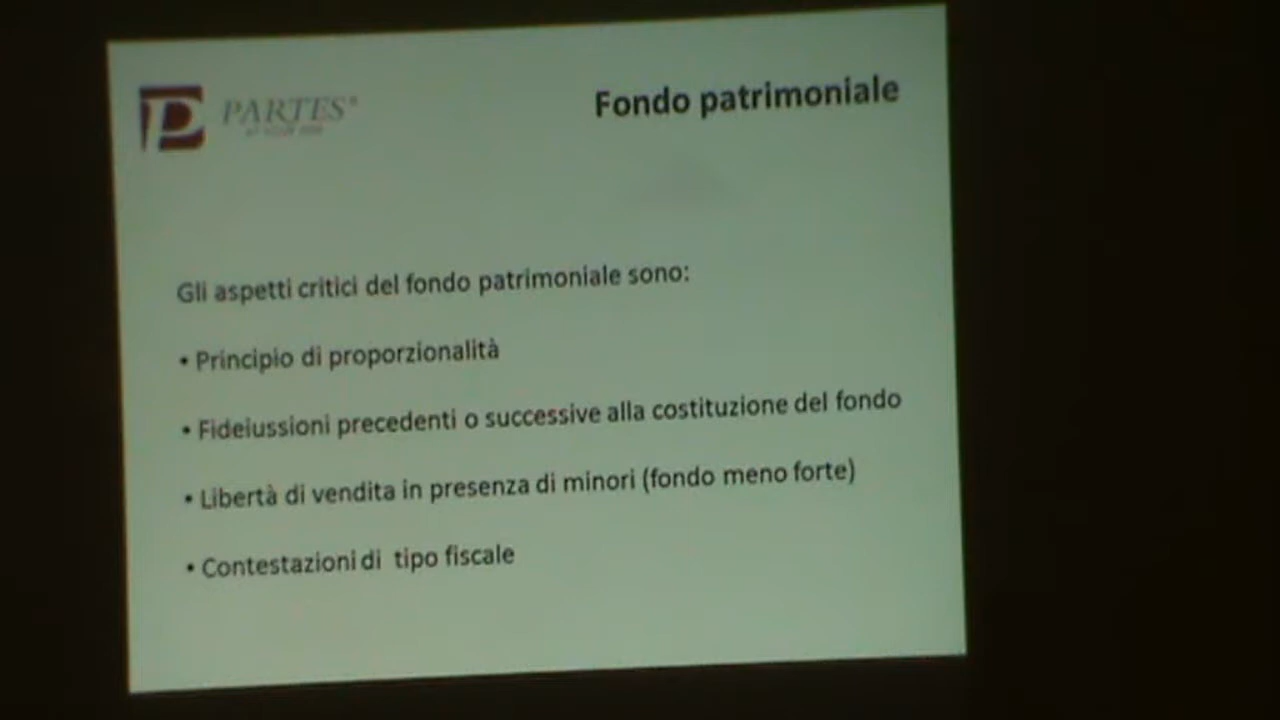 PARTES®
Fondo patrimoniale
Gli aspetti critici del fondo patrimoniale sono:
• Principio di proporzionalità
• Fideiussioni precedenti o successive alla costituzione del fondo
• Libertà di vendita in presenza di minori (fondo meno forte)
• Contestazioni di tipo fiscale